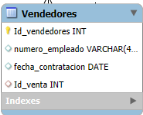 Vendedores
Id_vendedores INT
numero_empleado VARCHAR(4...
fecha_contratacion DATE
Id_venta INT
Indexes